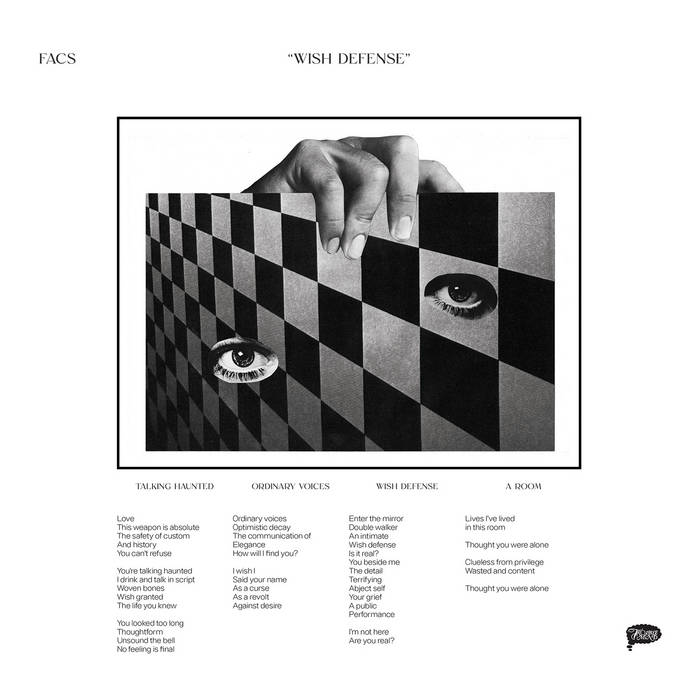 FACS
“WISH DEFENSE”
TALKING HAUNTED
Love
This weapon is absolute
The safety of custom
And history
You can't refuse
You're talking haunted
I drink and talk in script
Woven bones
Wish granted
The life you knew
You looked too long
Thoughtform
Unsound the bell
No feeling is final
ORDINARY VOICES
Ordinary voices
Optimistic decay
The communication of
Elegance
How will I find you?
I wish I
Said your name
As a curse
As a revolt
Against desire
WISH DEFENSE
Enter the mirror
Double walker
An intimate
Wish defense
Is it real?
You beside me
The detail
Terrifying
Abject self
Your grief
A public
Performance
I'm not here
Are you real?
A ROOM
Lives I've lived
in this room
Thought you were alone
Clueless from privilege
Wasted and content
Thought you were alone